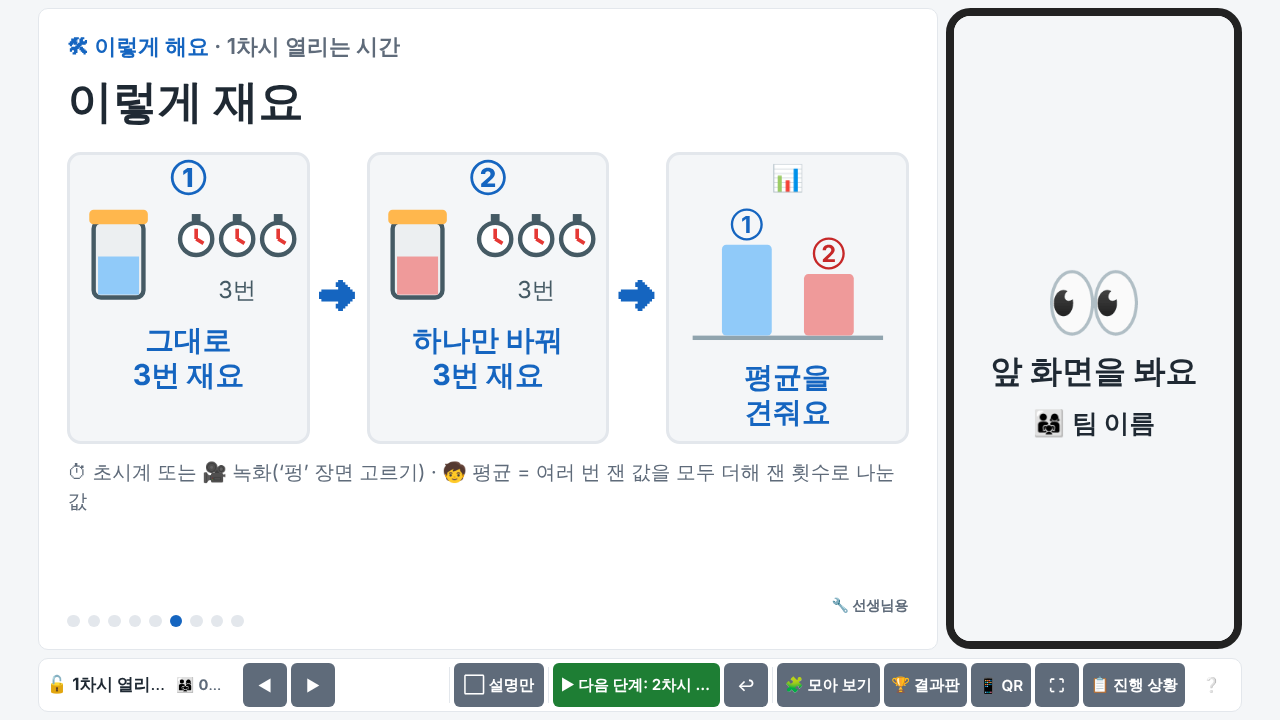 🛠 이렇게 해요 · 1차시 열리는 시간
이렇게 재요
①
3번
그대로
3번 재요
➜
②
3번
하나만 바꿔
3번 재요
➜
📊
①
②
평균을
견줘요
⏱ 초시계 또는 🎥 녹화(‘펑’ 장면 고르기) · 🧒 평균 = 여러 번 잰 값을 모두 더해 잰 횟수로 나눈
값
🔧 선생님용
👀
앞 화면을 봐요
👨‍👩‍👧 팀 이름
🔓 1차시 열리… 👨‍👩‍👧 0…
◀ ▶
설명만
▶ 다음 단계: 2차시 …
↩
🧩 모아 보기
🏆 결과판
📱 QR
⛶
📋 진행 상황
❔